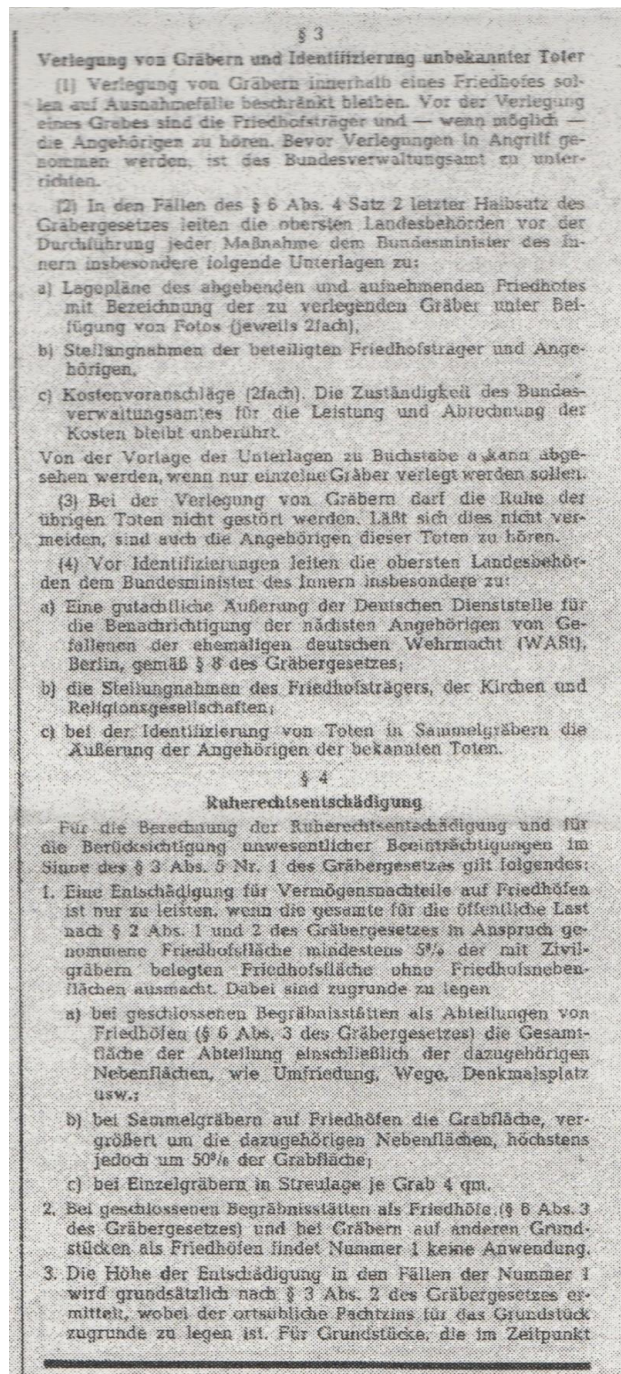 § 3
Verlegung von Gräbern und Identifizierung unbekannter Toter
(1) Verlegung von Gräbern innerhalb eines Friedhofes sol-
len auf Ausnahmefälle beschränkt bleiben. Vor der Verlegung
eines Grabes sind die Friedhofsträger und — wenn möglich —
die Angehörigen zu hören. Bevor Verlegungen in Angriff ge-
nommen werden, ist das Bundesverwaltungsamt zu unter-
richten.
(2) In den Fällen des § 6 Abs. 4 Satz 2 letzter Halbsatz des
Gräbergesetzes leiten die obersten Landesbehörden vor der
Durchführung jeder Maßnahme dem Bundesminister des In-
nern insbesondere folgende Unterlagen zu:
a) Lagepläne des abgebenden und aufnehmenden Friedhofes
mit Bezeichnung der zu verlegenden Gräber unter Bei-
fügung von Fotos (jeweils 2fach),
b) Stellungnahmen der beteiligten Friedhofsträger und Ange-
hörigen,
c) Kostenvoranschläge (2fach). Die Zuständigkeit des Bundes-
verwaltungsamtes für die Leistung und Abrechnung der
Kosten bleibt unberührt.
Von der Vorlage der Unterlagen zu Buchstabe a kann abge-
sehen werden, wenn nur einzelne Gräber verlegt werden sollen.
(3) Bei der Verlegung von Gräbern darf die Ruhe der
übrigen Toten nicht gestört werden. Läßt sich dies nicht ver-
meiden, sind auch die Angehörigen dieser Toten zu hören.
(4) Vor Identifizierungen leiten die obersten Landesbehör-
den dem Bundesminister des Innern insbesondere zu:
a) Eine gutachtliche Äußerung der Deutschen Dienststelle für
die Benachrichtigung der nächsten Angehörigen von Ge-
fallenen der ehemaligen deutschen Wehrmacht (WASt),
Berlin, gemäß § 8 des Gräbergesetzes;
b) die Stellungnahmen des Friedhofsträgers, der Kirchen und
Religionsgesellschaften;
c) bei der Identifizierung von Toten in Sammelgräbern die
Äußerung der Angehörigen der bekannten Toten.
§ 4
Ruherechtsentschädigung
Für die Berechnung der Ruherechtsentschädigung und für
die Berücksichtigung unwesentlicher Beeinträchtigungen im
Sinne des § 3 Abs. 5 Nr. 1 des Gräbergesetzes gilt folgendes:
1. Eine Entschädigung für Vermögensnachteile auf Friedhöfen
ist nur zu leisten, wenn die gesamte für die öffentliche Last
nach § 2 Abs. 1 und 2 des Gräbergesetzes in Anspruch ge-
nommene Friedhofsfläche mindestens 5% der mit Zivil-
gräbern belegten Friedhofsfläche ohne Friedhofsneben-
flächen ausmacht. Dabei sind zugrunde zu legen
a) bei geschlossenen Begräbnisstätten als Abteilungen von
Friedhöfen (§ 6 Abs. 3 des Gräbergesetzes) die Gesamt-
fläche der Abteilung einschließlich der dazugehörigen
Nebenflächen, wie Umfriedung, Wege, Denkmalsplatz
usw.;
b) bei Sammelgräbern auf Friedhöfen die Grabfläche, ver-
größert um die dazugehörigen Nebenflächen, höchstens
jedoch um 50% der Grabfläche;
c) bei Einzelgräbern in Streulage je Grab 4 qm.
2. Bei geschlossenen Begräbnisstätten als Friedhöfe (§ 6 Abs. 3
des Gräbergesetzes) und bei Gräbern auf anderen Grund-
stücken als Friedhöfen findet Nummer 1 keine Anwendung.
3. Die Höhe der Entschädigung in den Fällen der Nummer 1
wird grundsätzlich nach § 3 Abs. 2 des Gräbergesetzes er-
mittelt, wobei der ortsübliche Pachtzins für das Grundstück
zugrunde zu legen ist. Für Grundstücke, die im Zeitpunkt